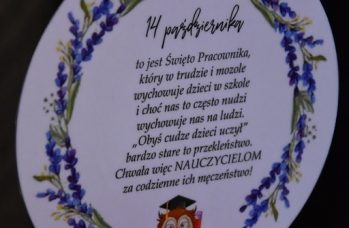 14 października
to jest Święto Pracownika,
który w trudzie i mozole
wychowuje dzieci w szkole
i choć nas to często nudzi
wychowuje nas na ludzi.
„Obyś cudze dzieci uczył”
bardzo stare to przekleństwo.
Chwała więc NAUCZYCIELOM
za codzienne ich męczeństwo!